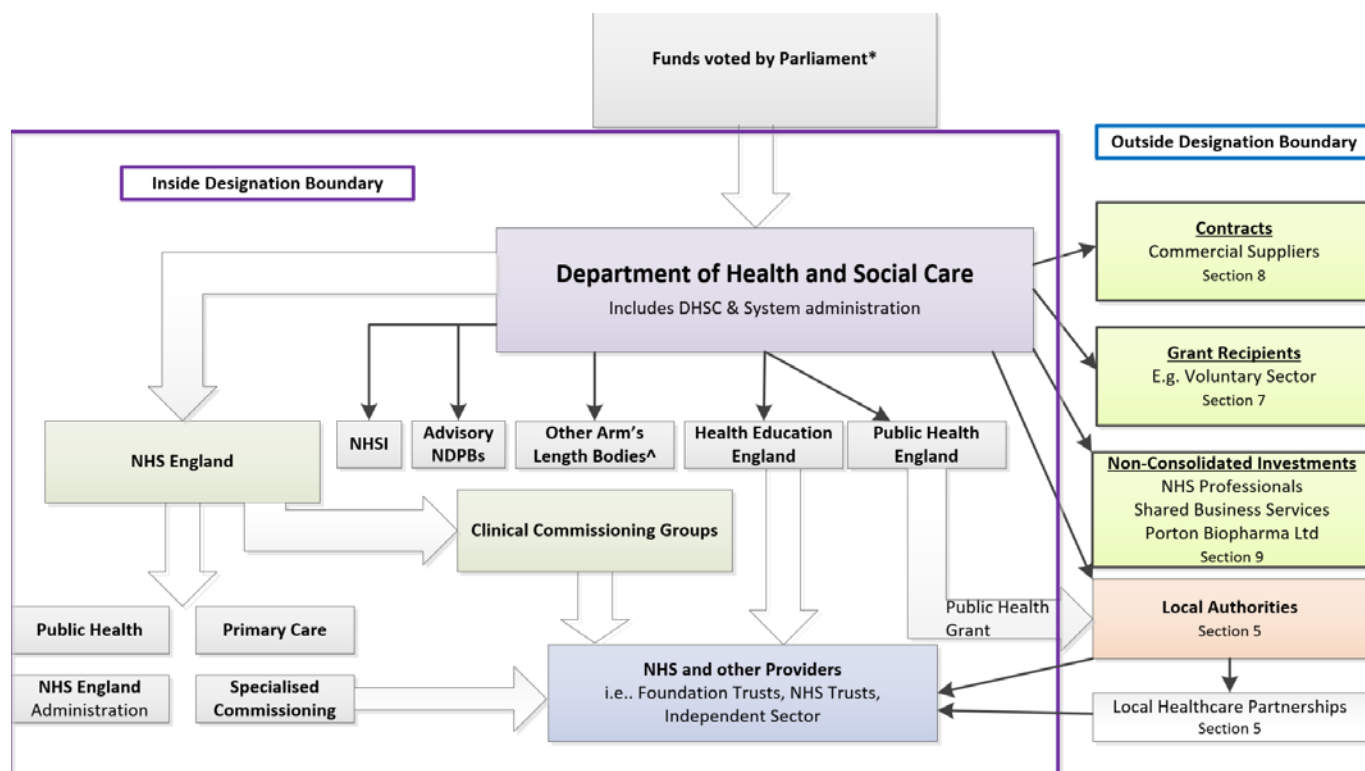 Funds voted by Parliament*
Outside Designation Boundary
Inside Designation Boundary
Department of Health and Social Care
Includes DHSC & System administration
Contracts
Commercial Suppliers
Section 8
Grant Recipients
E.g. Voluntary Sector
Section 7
NHS England
NHSI
Advisory
NDPBs
Other Arm's
Length Bodies^
Health Education
England
Public Health
England
Non-Consolidated Investments
NHS Professionals
Shared Business Services
Porton Biopharma Ltd
Section 9
Clinical Commissioning Groups
Public Health
Grant
Local Authorities
Section 5
Public Health
Primary Care
NHS England
Administration
Specialised
Commissioning
NHS and other Providers
i.e.. Foundation Trusts, NHS Trusts,
Independent Sector
Local Healthcare Partnerships
Section 5